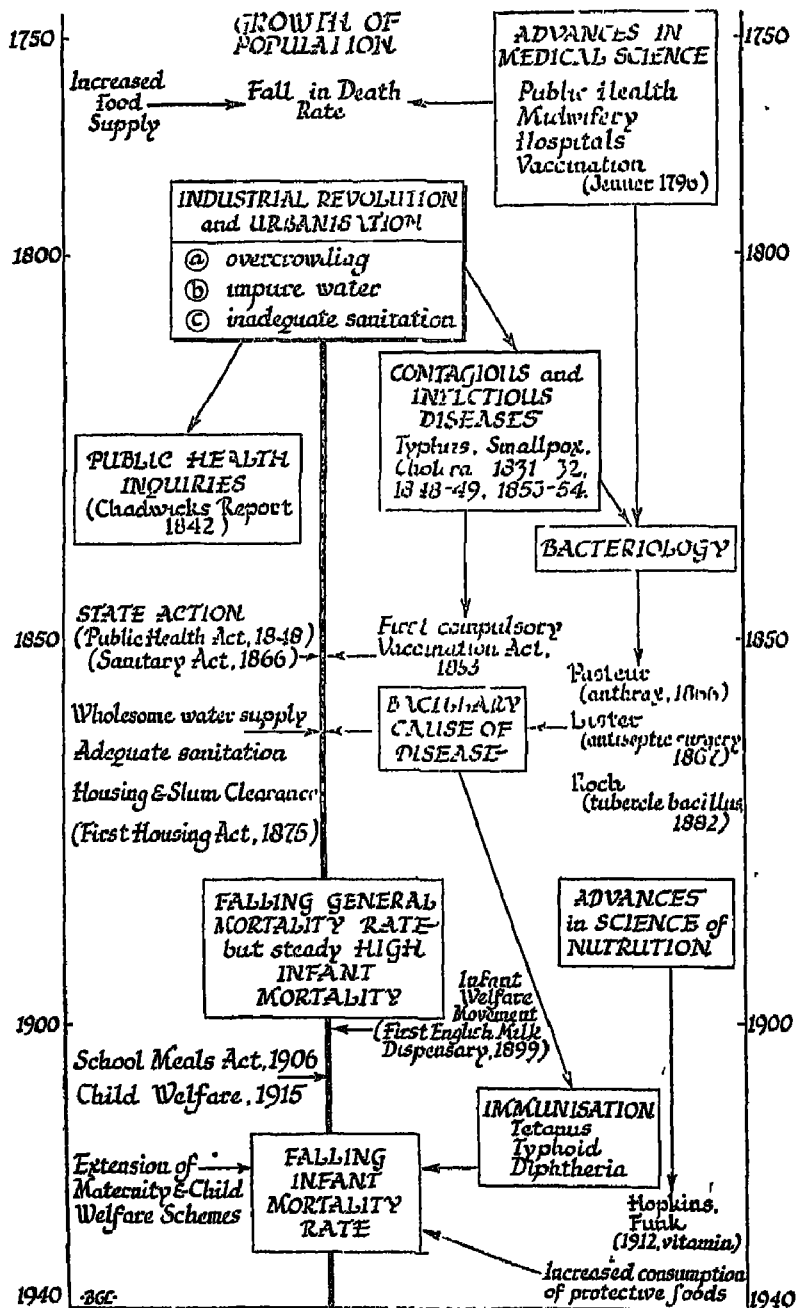 1750
GROWTH OF
POPULATION
Increased
Food
Supply
Fall in Death
Rate
ADVANCES IN
MEDICAL SCIENCE
Public Health
Midwifery
Hospitals
Vaccination
(Jenner 1796)
1750
INDUSTRIAL REVOLUTION
and URBANISATION
1800
ⓐ overcrowding
ⓑ impure water
ⓒ inadequate sanitation
1800
CONTAGIOUS and
INFECTIOUS
DISEASES
Typhus, Smallpox,
Cholera 1831-32,
1848-49, 1853-54.
PUBLIC HEALTH
INQUIRIES
(Chadwicks Report
1842)
BACTERIOLOGY
1850
STATE ACTION
(Public Health Act, 1848)
(Sanitary Act, 1866)
First compulsory
Vaccination Act,
1853
1850
Pasteur
(anthrax, 1866)
Lister
(antiseptic surgery
1867)
Koch
(tubercle bacillus,
1882)
Wholesome water supply
Adequate sanitation
Housing & Slum Clearance
(First Housing Act, 1875)
BACILLARY
CAUSE OF
DISEASE
FALLING GENERAL
MORTALITY RATE
but steady HIGH
INFANT
MORTALITY
ADVANCES
in SCIENCE of
NUTRUTION
Infant
Welfare
Movement
(First English Milk
Dispensary, 1899)
1900
1900
School Meals Act, 1906
Child Welfare, 1915
IMMUNISATION
Tetanus
Typhoid
Diphtheria
Extension of
Maternity & Child
Welfare Schemes
FALLING
INFANT
MORTALITY
RATE
Hopkins,
Funk
(1912, vitamin)
Increased consumption
of protective foods
1940
·BGL·
1940